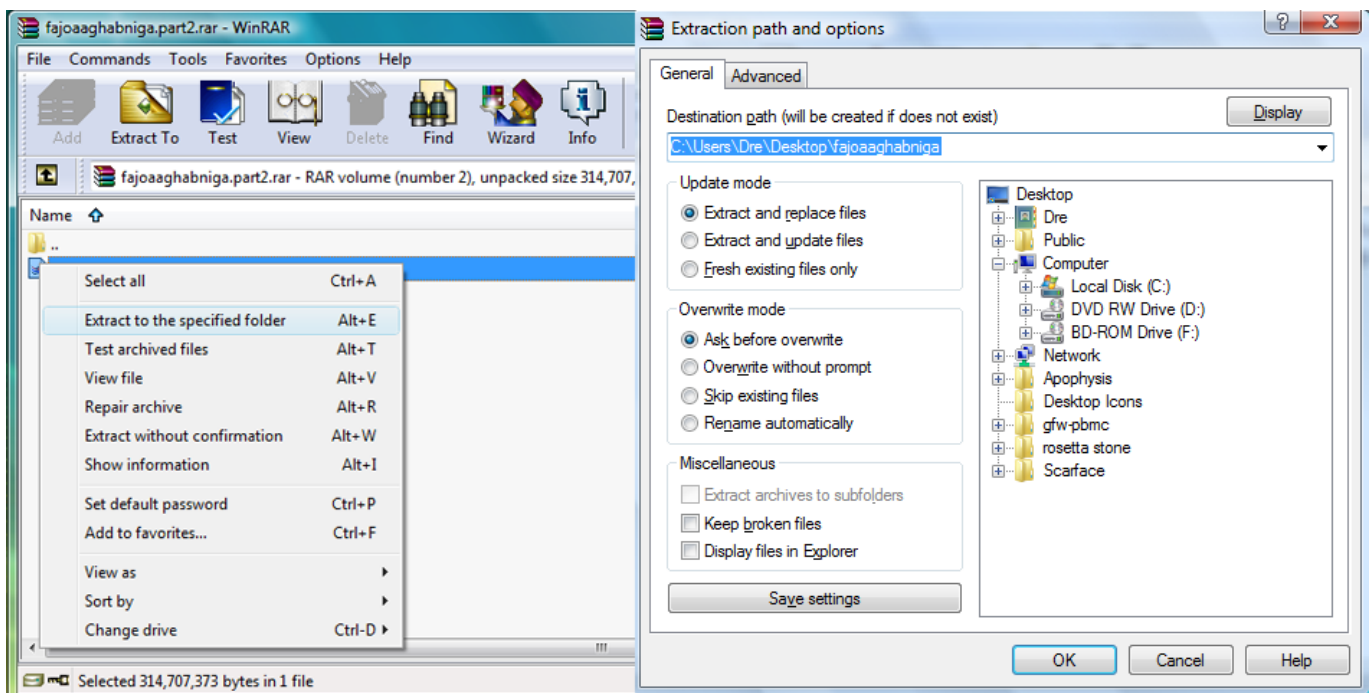 fajoaaghabniga.part2.rar - WinRAR
File Commands Tools Favorites Options Help
Add Extract To Test View Delete Find Wizard Info
fajoaaghabniga.part2.rar - RAR volume (number 2), unpacked size 314,707,
Name
..
Select all Ctrl+A
Extract to the specified folder Alt+E
Test archived files Alt+T
View file Alt+V
Repair archive Alt+R
Extract without confirmation Alt+W
Show information Alt+I
Set default password Ctrl+P
Add to favorites... Ctrl+F
View as
Sort by
Change drive Ctrl-D
Selected 314,707,373 bytes in 1 file
Extraction path and options
General Advanced
Destination path (will be created if does not exist)
Display
C:\Users\Dre\Desktop\fajoaaghabniga
Update mode
Extract and replace files
Extract and update files
Fresh existing files only
Overwrite mode
Ask before overwrite
Overwrite without prompt
Skip existing files
Rename automatically
Miscellaneous
Extract archives to subfolders
Keep broken files
Display files in Explorer
Save settings
Desktop
Dre
Public
Computer
Local Disk (C:)
DVD RW Drive (D:)
BD-ROM Drive (F:)
Network
Apophysis
Desktop Icons
gfw-pbmc
rosetta stone
Scarface
OK Cancel Help